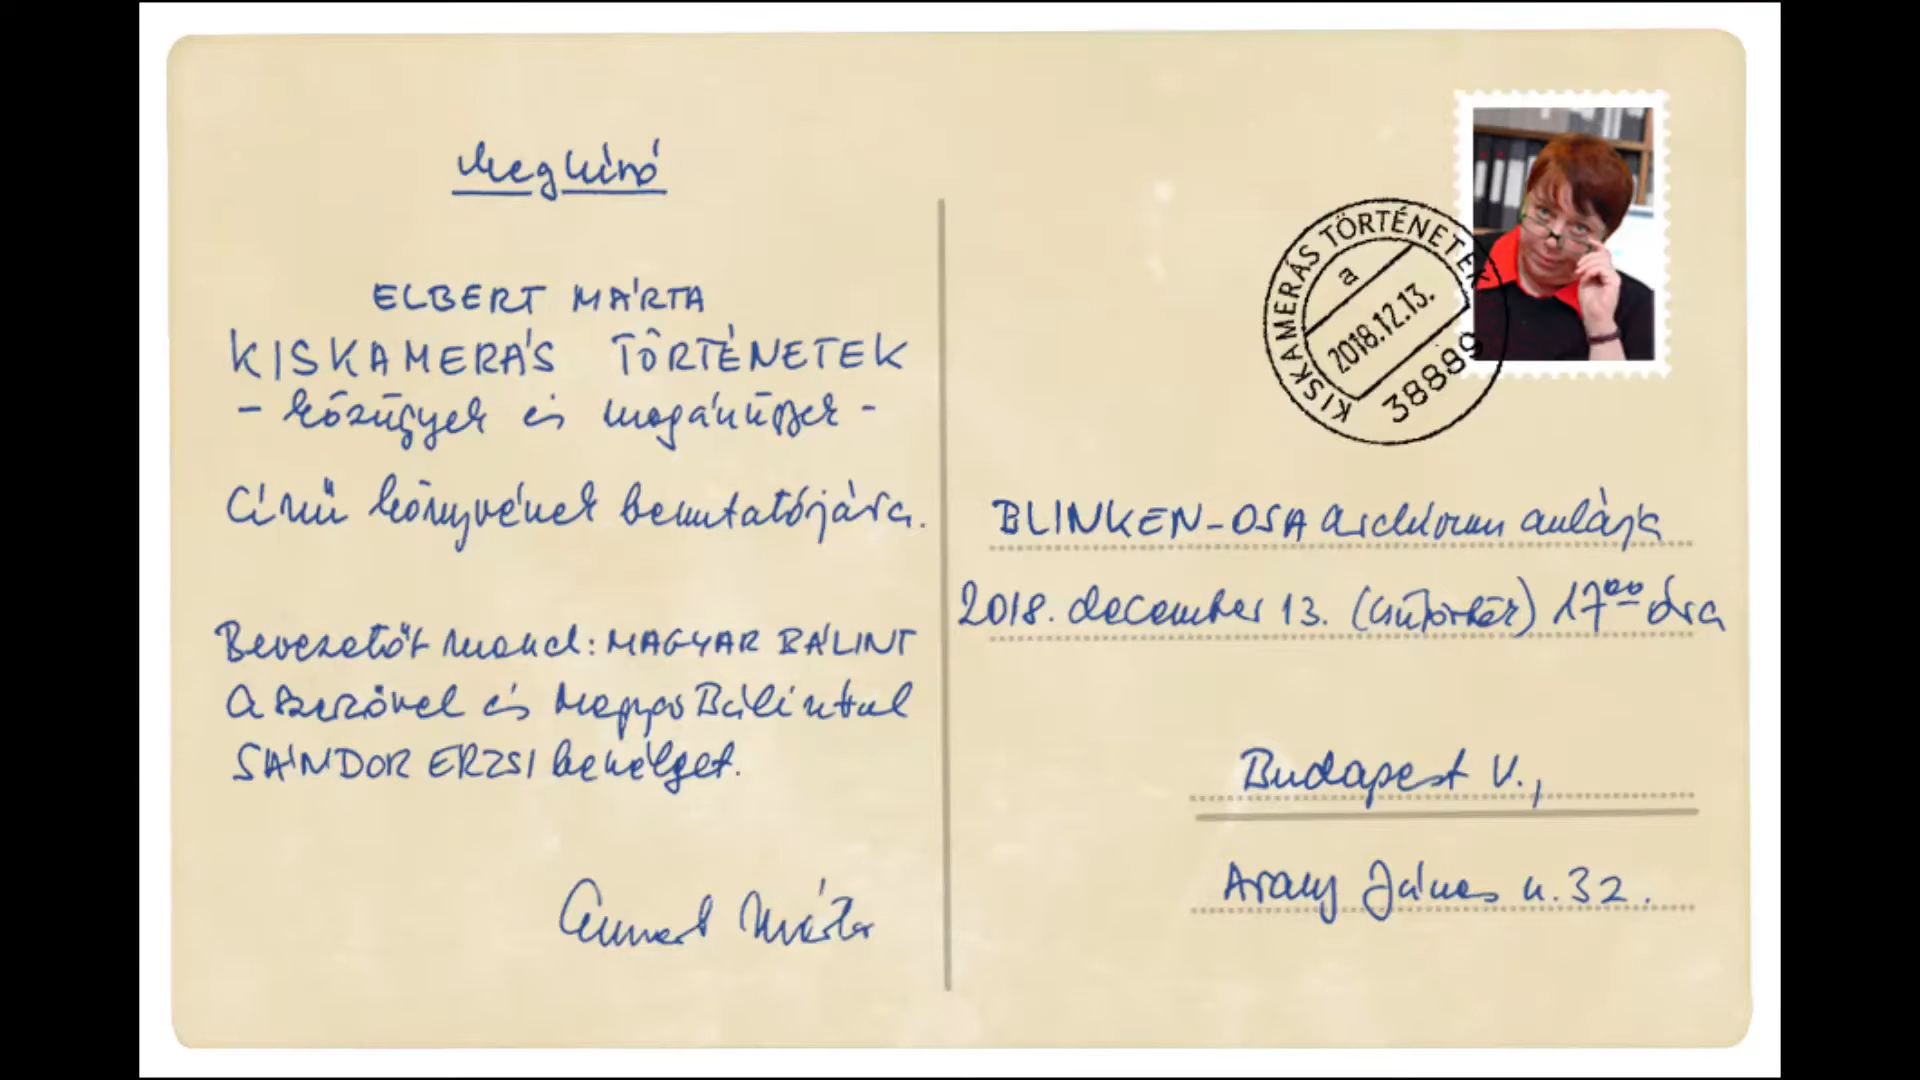 Meghívó
ELBERT MÁRTA
KISKAMERÁS TÖRTÉNETEK
- közügyek és magánügyek -
Című könyvének bemutatójára.
Bevezetőt mond: MAGYAR BÁLINT
A szerzővel és Magyar Bálinttal
SÁNDOR ERZSI beszélget.
Márta
KISKAMERÁS TÖRTÉNETEK
a
2018.12.13.
38889
BLINKEN-OSA Archívum aulája
2018. december 13. (csütörtök) 17⁰⁰ óra
Budapest V.,
Arany János u. 32.